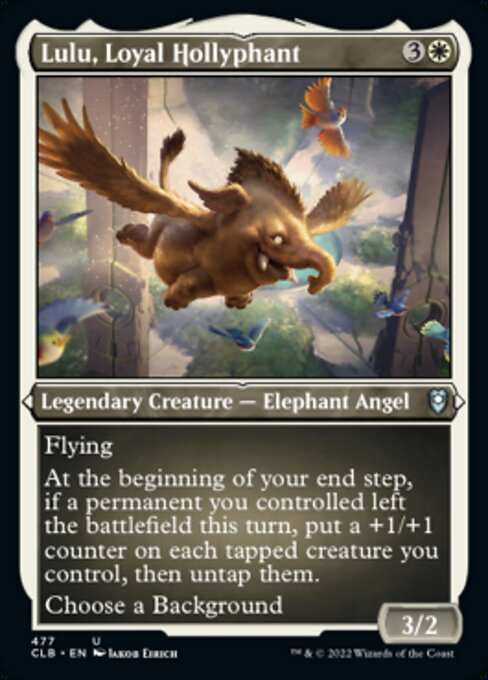 Lulu, Loyal Hollyphant 3
Legendary Creature — Elephant Angel
Flying
At the beginning of your end step,
if a permanent you controlled left
the battlefield this turn, put a +1/+1
counter on each tapped creature you
control, then untap them.
Choose a Background
3/2
477 U
CLB • EN Jakob Eirich
™ & © 2022 Wizards of the Coast